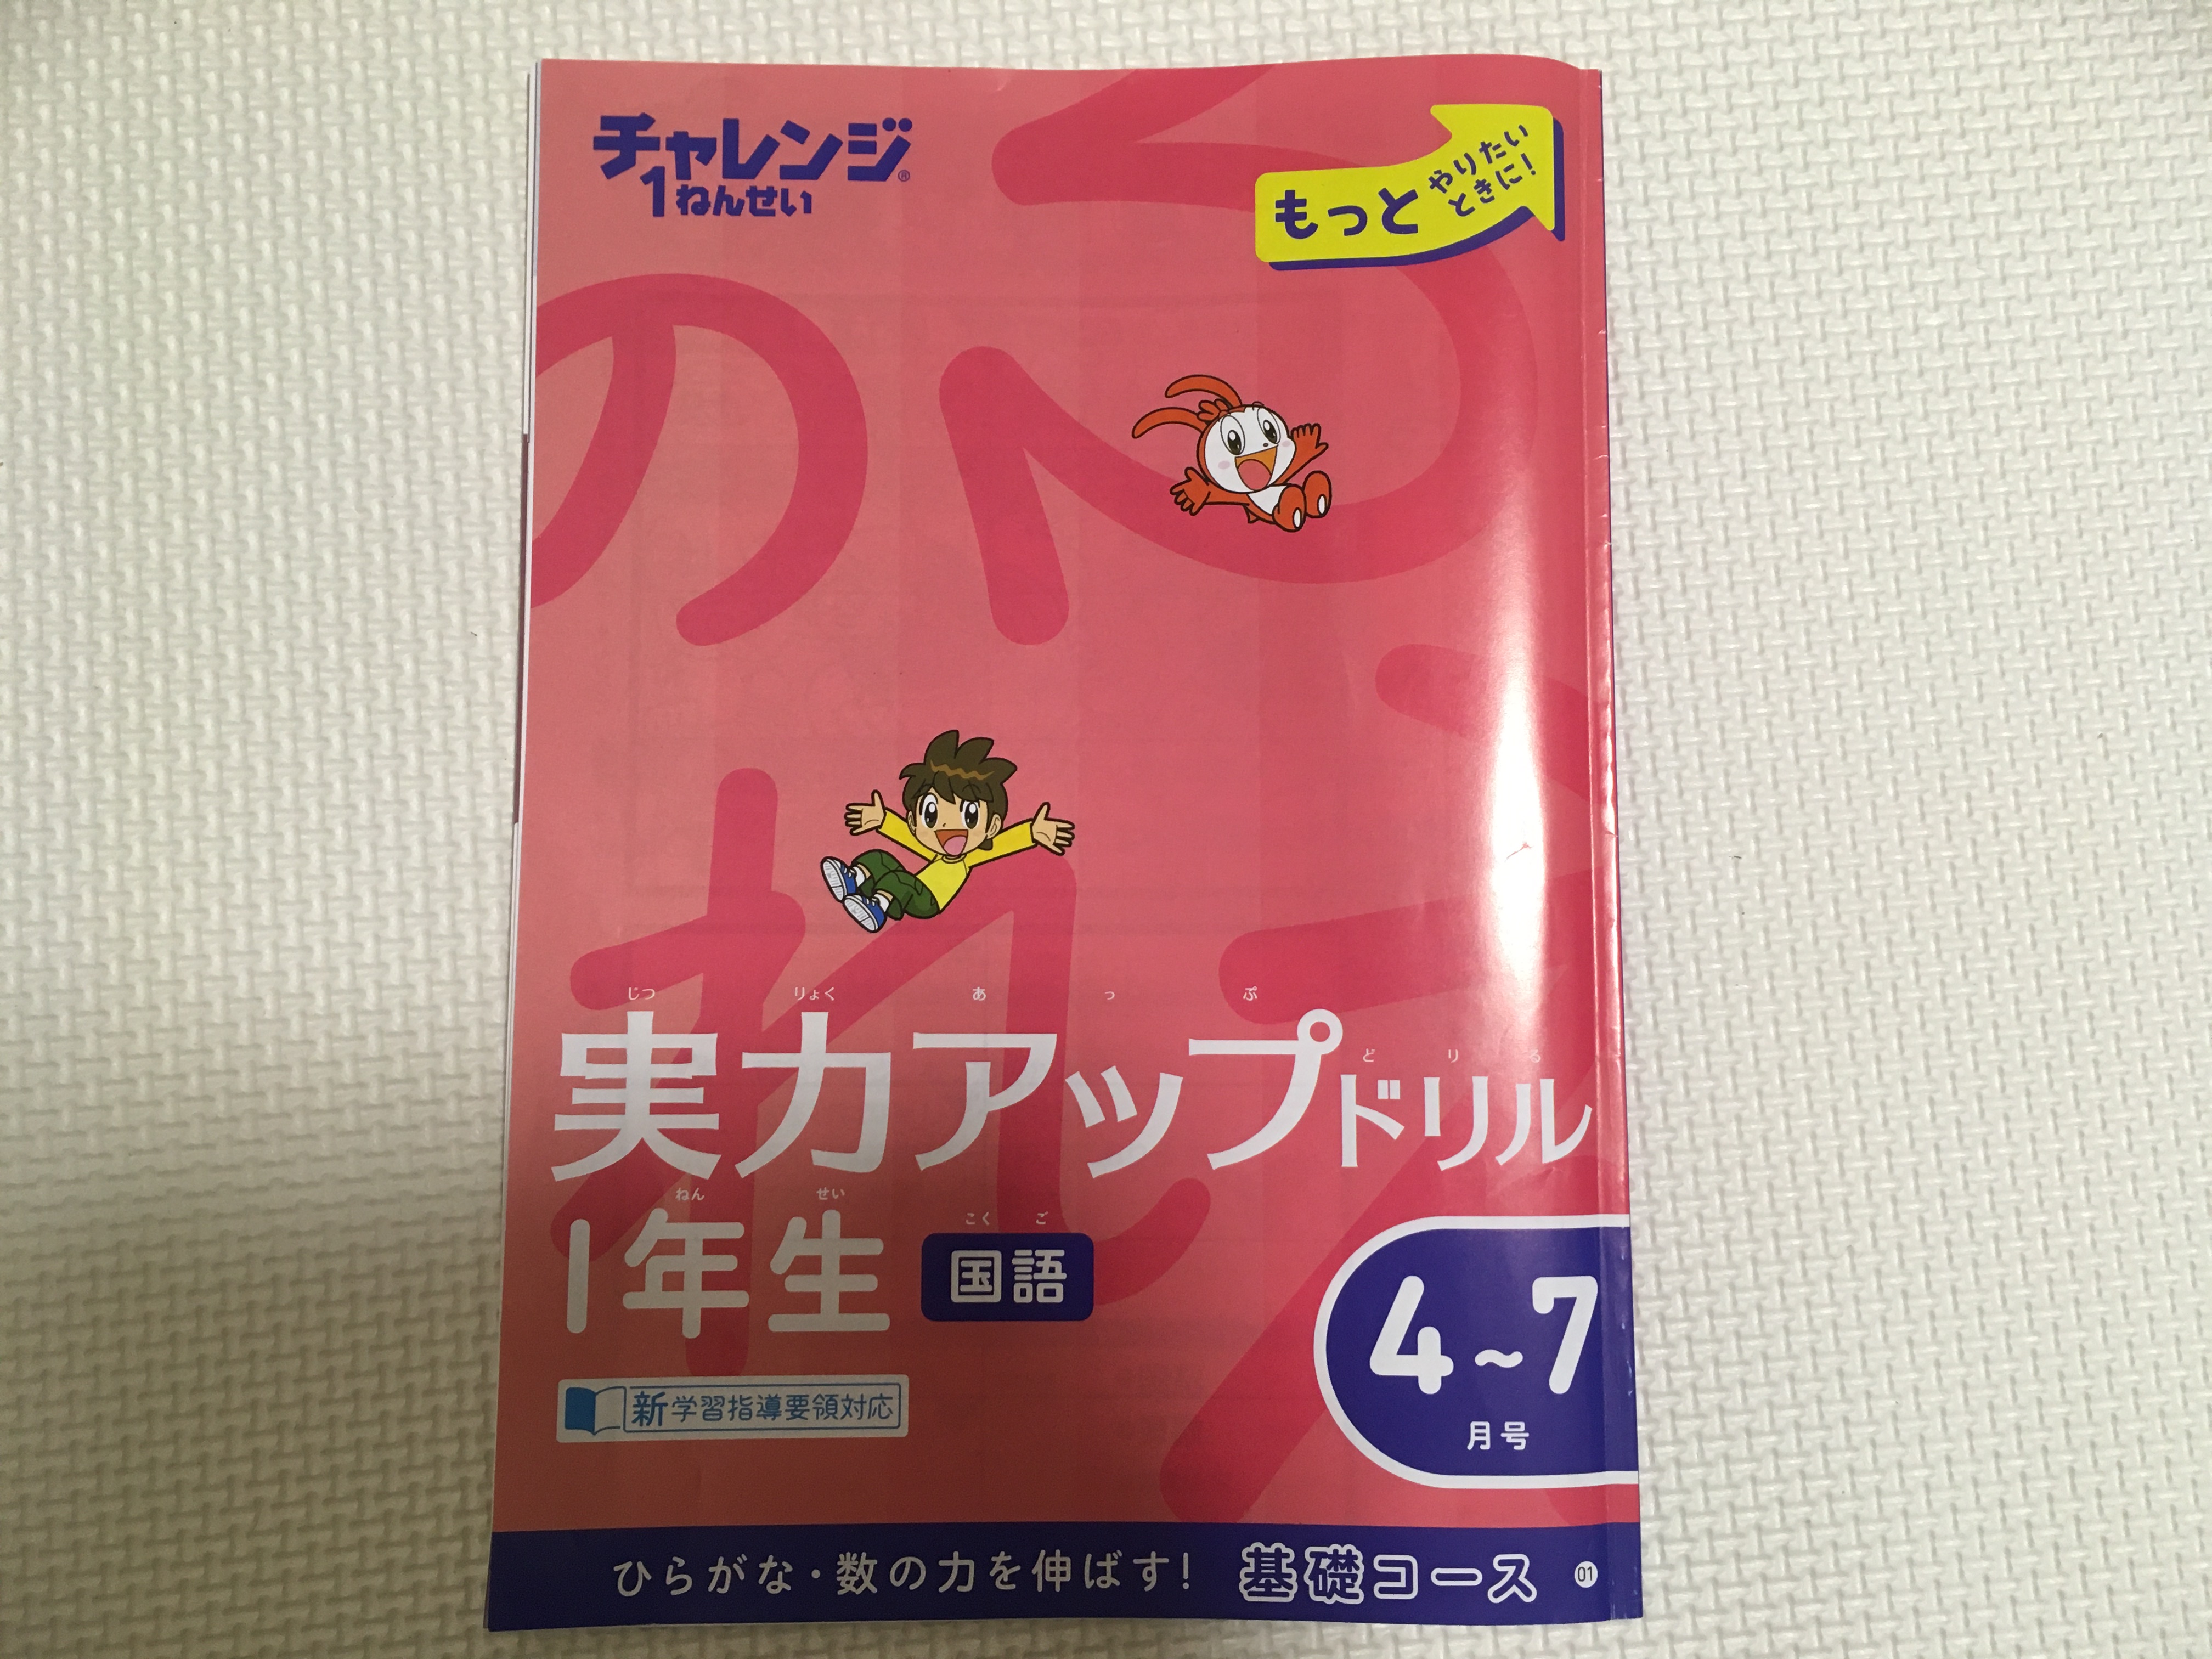 チャレンジ®
1ねんせい
もっと
やりたい
ときに!
じつ りょく あ っ ぷ
ど り る
実力アップドリル
ねん せい
1年生
こく ご
国語
新学習指導要領対応
4~7
月号
ひらがな・数の力を伸ばす! 基礎コース 01